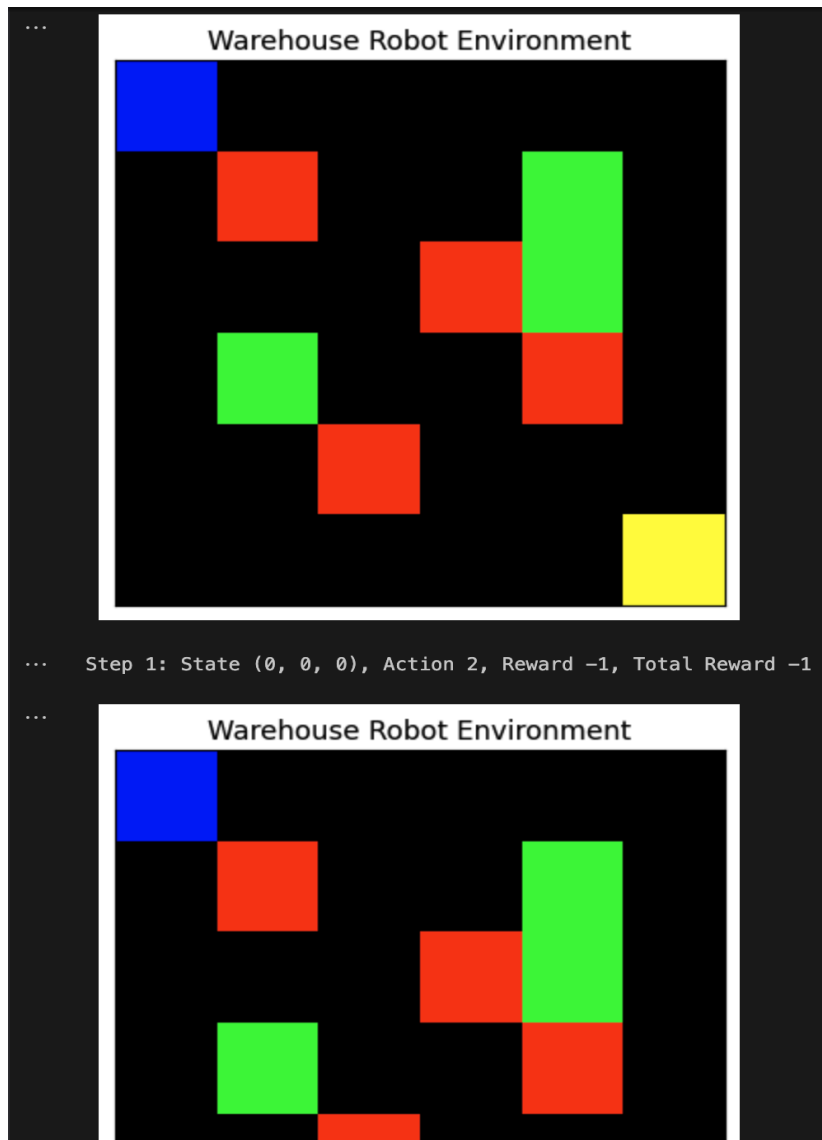 ...
Warehouse Robot Environment
...
Step 1: State (0, 0, 0), Action 2, Reward −1, Total Reward −1
...
Warehouse Robot Environment